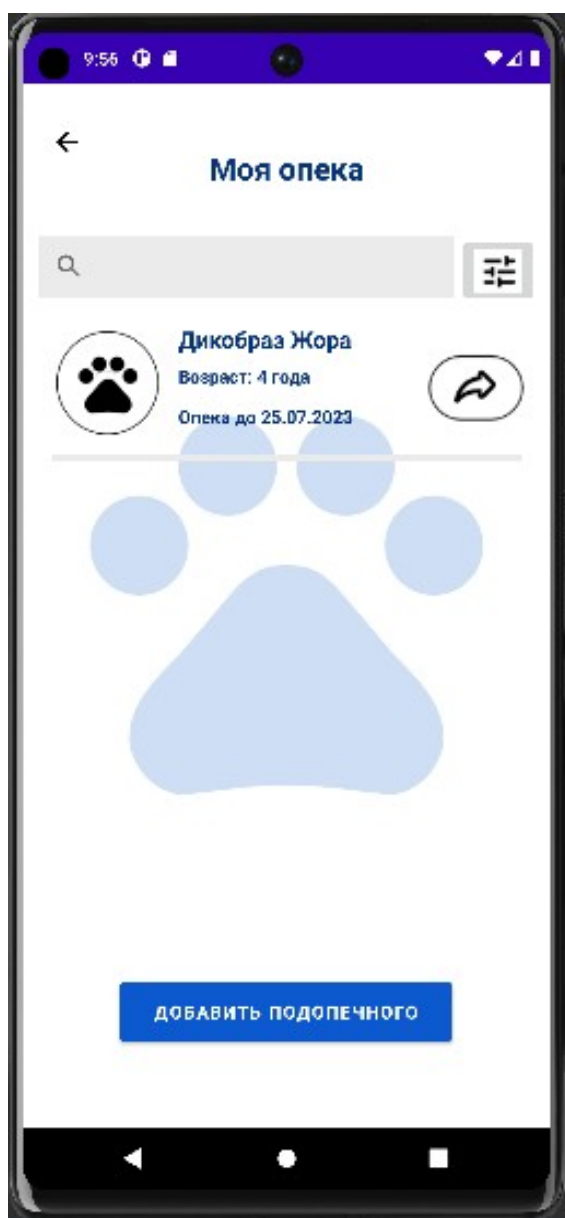 9:56
Моя опека
Дикобраз Жора
Возраст: 4 года
Опека до 25.07.2023
ДОБАВИТЬ ПОДОПЕЧНОГО